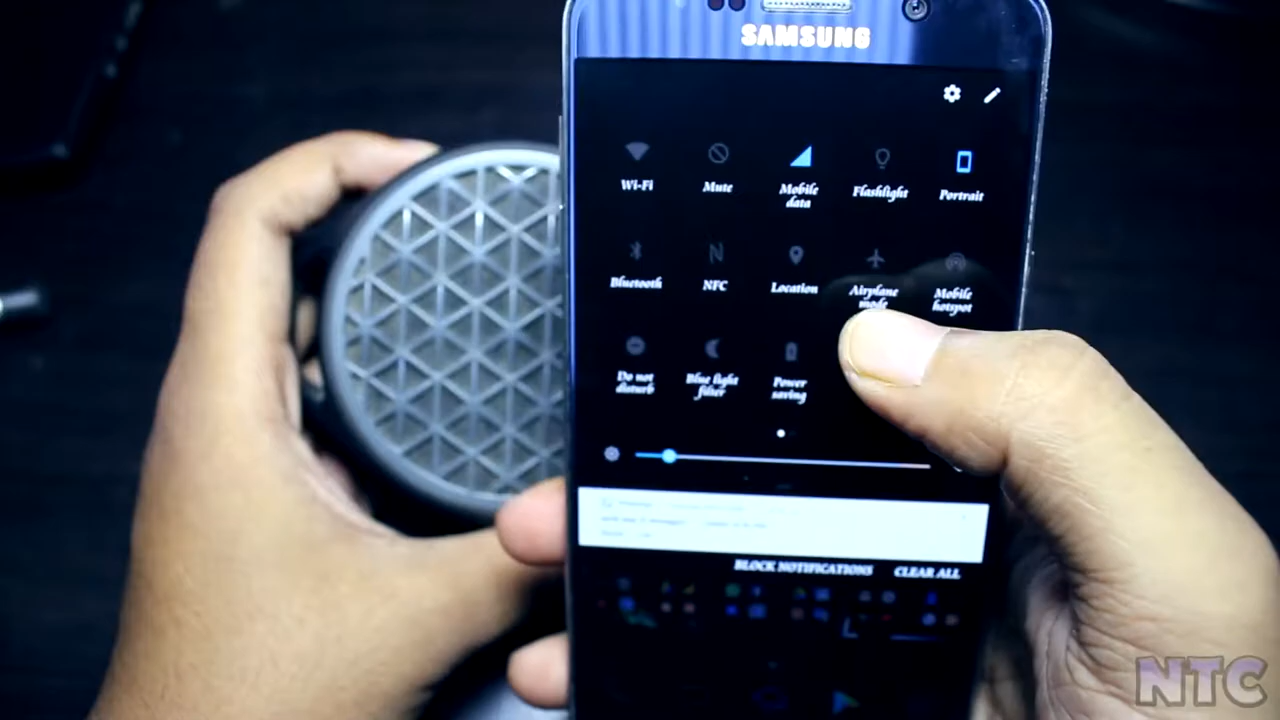 SAMSUNG
Wi-Fi
Mute
Mobile
data
Flashlight
Portrait
Bluetooth
NFC
Location
Airplane
mode
Mobile
hotspot
Do not
disturb
Blue light
filter
Power
saving
BLOCK NOTIFICATIONS
CLEAR ALL
NTC